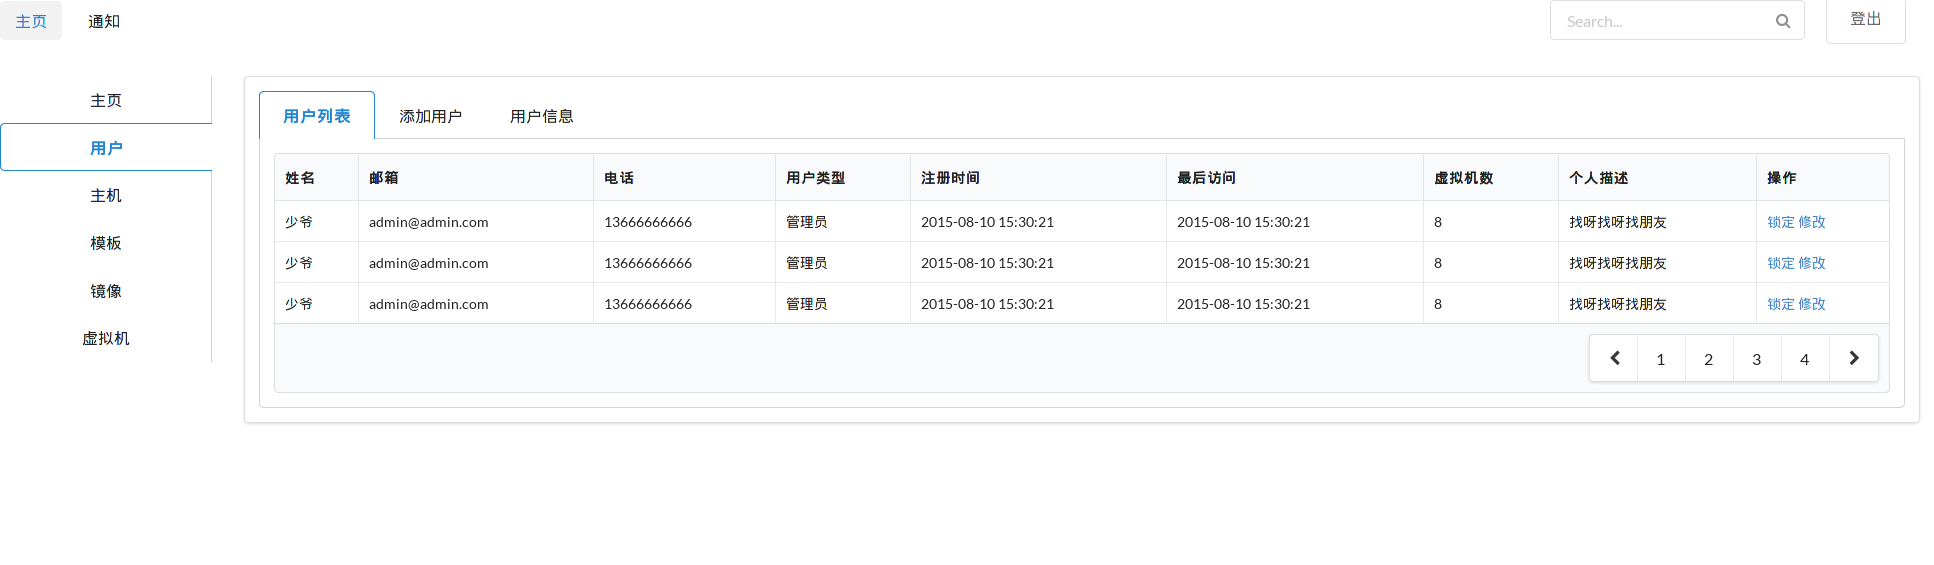 主页 通知 Search... 登出
主页
用户
主机
模板
镜像
虚拟机
用户列表 添加用户 用户信息
姓名 邮箱 电话 用户类型 注册时间 最后访问 虚拟机数 个人描述 操作
少爷 admin@admin.com 13666666666 管理员 2015-08-10 15:30:21 2015-08-10 15:30:21 8 找呀找呀找朋友 锁定 修改
少爷 admin@admin.com 13666666666 管理员 2015-08-10 15:30:21 2015-08-10 15:30:21 8 找呀找呀找朋友 锁定 修改
少爷 admin@admin.com 13666666666 管理员 2015-08-10 15:30:21 2015-08-10 15:30:21 8 找呀找呀找朋友 锁定 修改
1 2 3 4